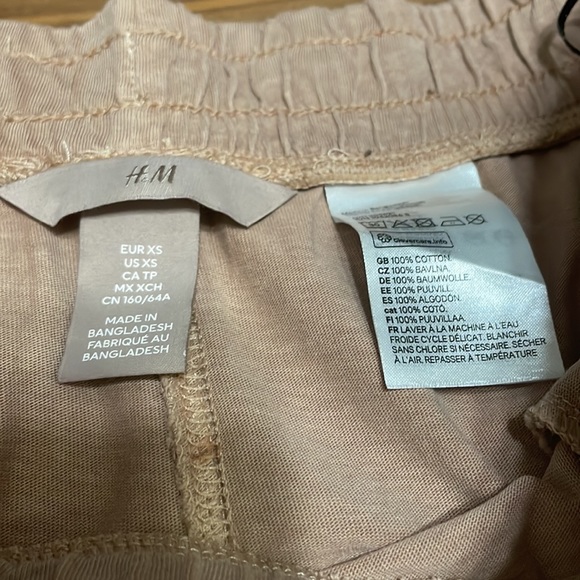 H&M
EUR XS
US XS
CA TP
MX XCH
CN 160/64A
MADE IN
BANGLADESH
FABRIQUÉ AU
BANGLADESH
clevercare.info
GB 100% COTTON.
CZ 100% BAVLNA.
DE 100% BAUMWOLLE.
EE 100% PUUVILL.
ES 100% ALGODÓN.
cat 100% COTÓ.
FI 100% PUUVILLAA.
FR LAVER À LA MACHINE À L'EAU
FROIDE CYCLE DÉLICAT. BLANCHIR
SANS CHLORE SI NÉCESSAIRE. SÉCHER
À L'AIR. REPASSER À TEMPÉRATURE